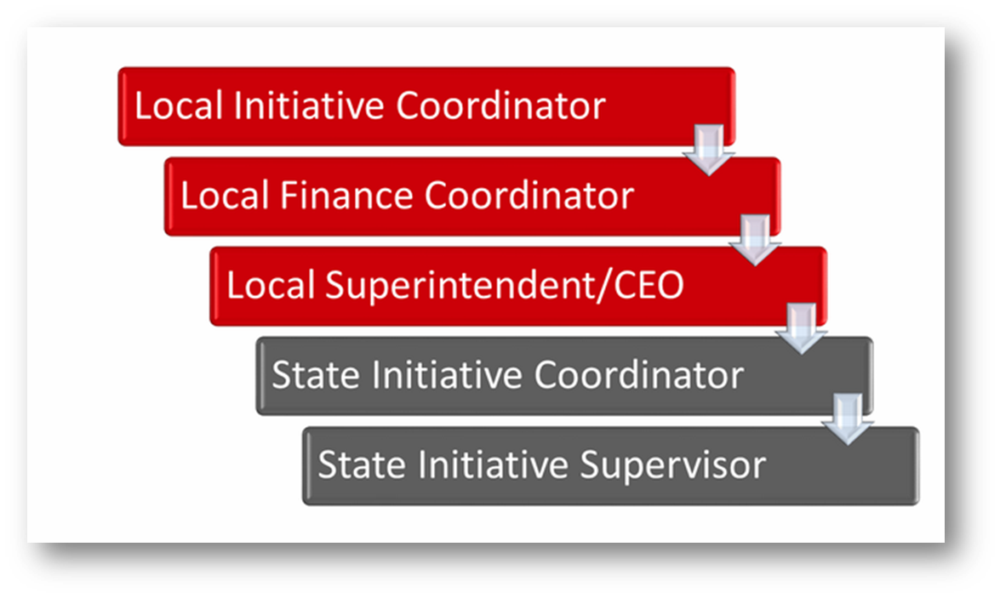 Local Initiative Coordinator
Local Finance Coordinator
Local Superintendent/CEO
State Initiative Coordinator
State Initiative Supervisor